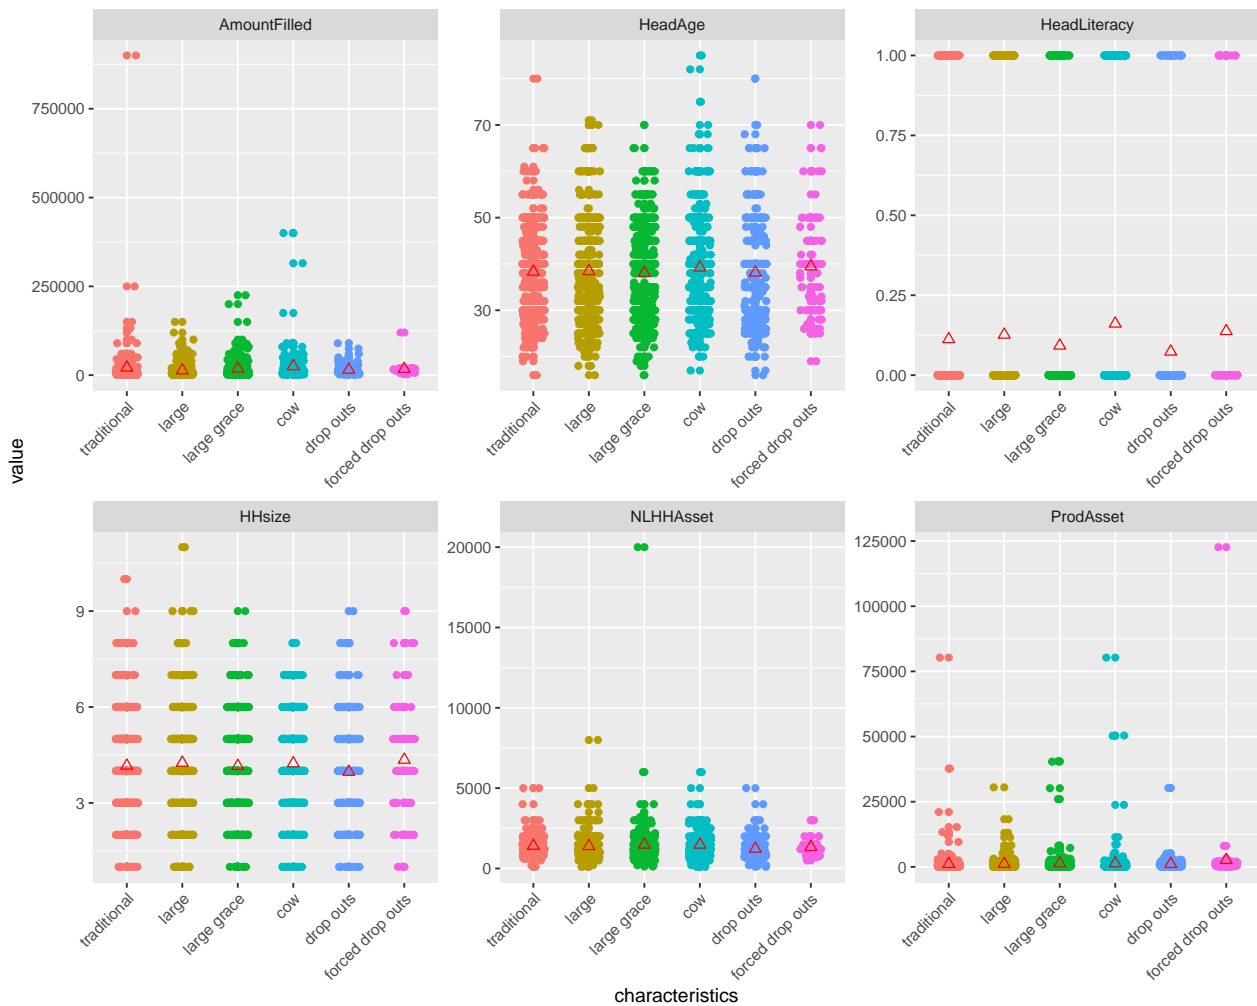 AmountFilled
HeadAge
HeadLiteracy
750000
500000
250000
0
70
50
30
1.00
0.75
0.50
0.25
0.00
traditional
large
large grace
cow
drop outs
forced drop outs
traditional
large
large grace
cow
drop outs
forced drop outs
traditional
large
large grace
cow
drop outs
forced drop outs
value
HHsize
NLHHAsset
ProdAsset
9
6
3
20000
15000
10000
5000
0
125000
100000
75000
50000
25000
0
traditional
large
large grace
cow
drop outs
forced drop outs
traditional
large
large grace
cow
drop outs
forced drop outs
traditional
large
large grace
cow
drop outs
forced drop outs
characteristics